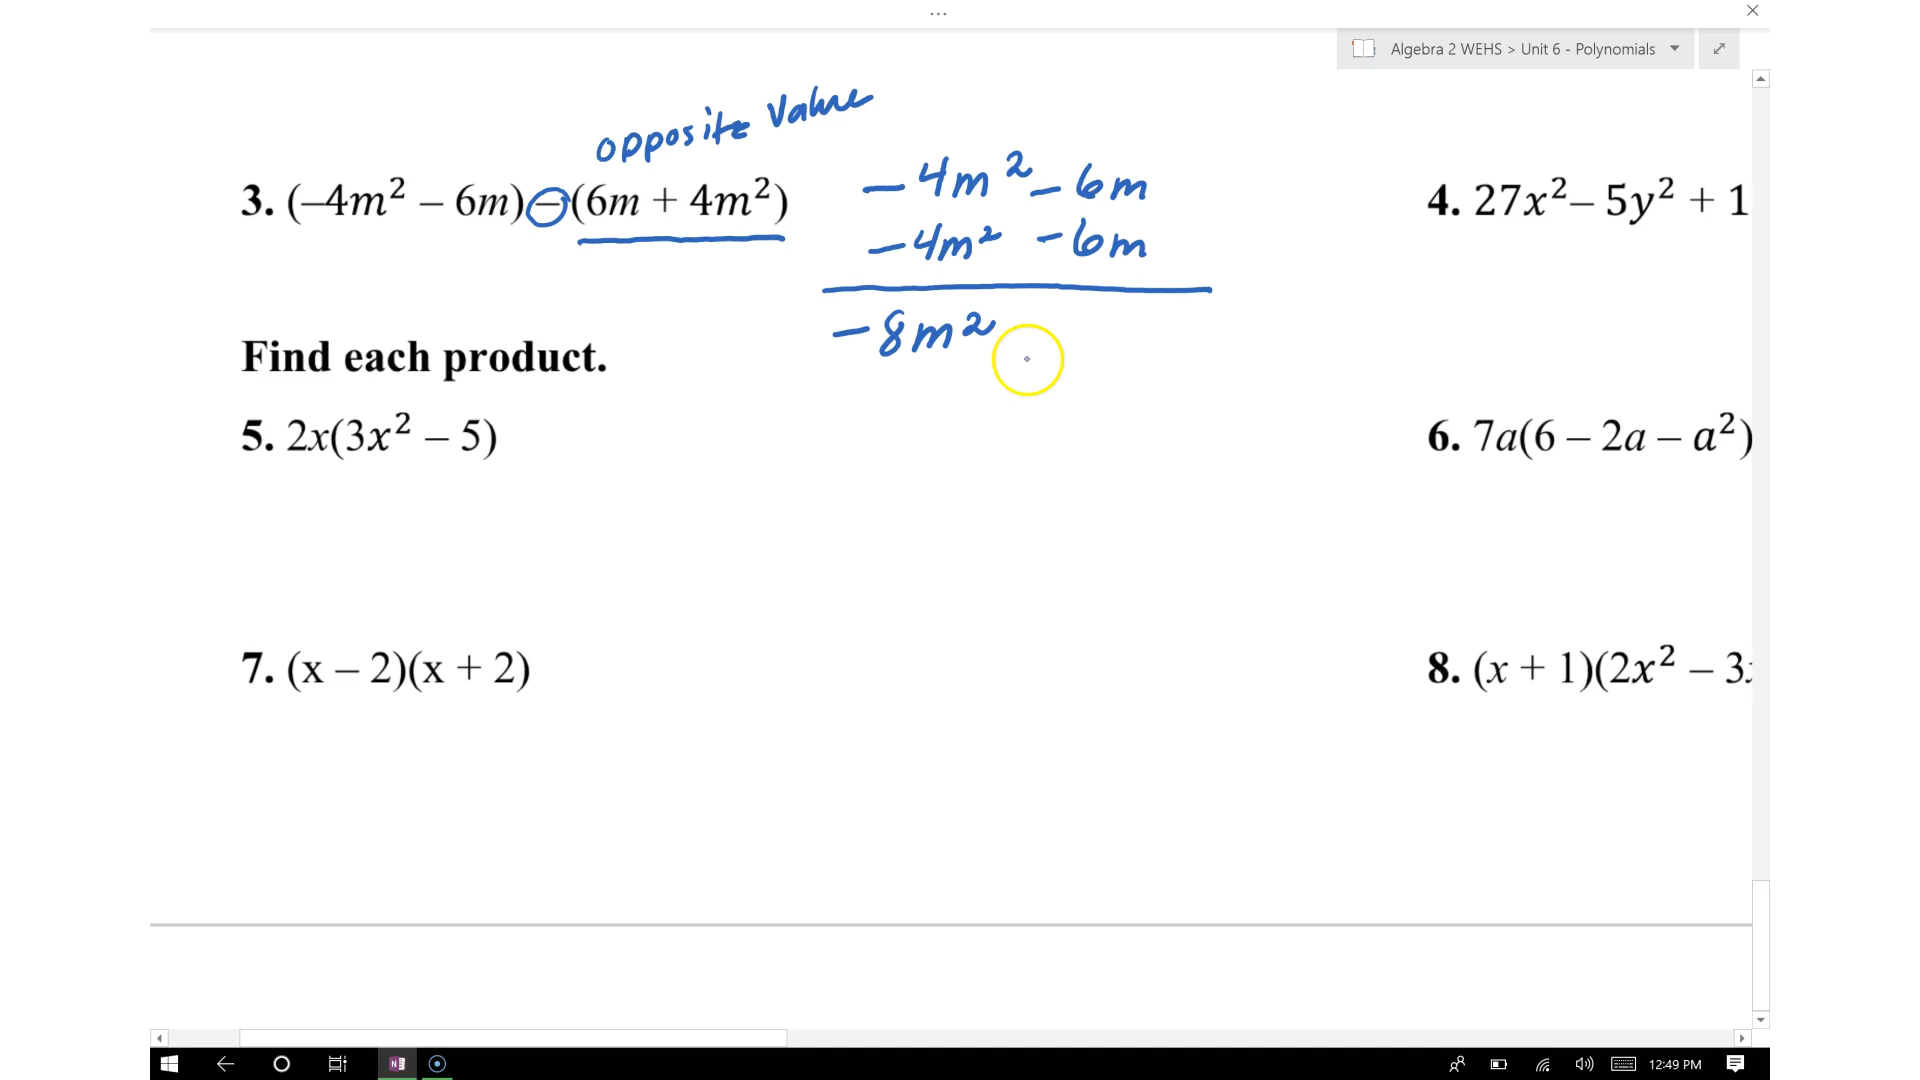 Algebra 2 WEHS > Unit 6 - Polynomials
opposite value
3. (–4m² – 6m) – (6m + 4m²)
– 4m² – 6m
– 4m² – 6m
– 8m²
4. 27x² – 5y² + 1
Find each product.
5. 2x(3x² – 5)
6. 7a(6 – 2a – a²)
7. (x – 2)(x + 2)
8. (x + 1)(2x² – 3
12:49 PM